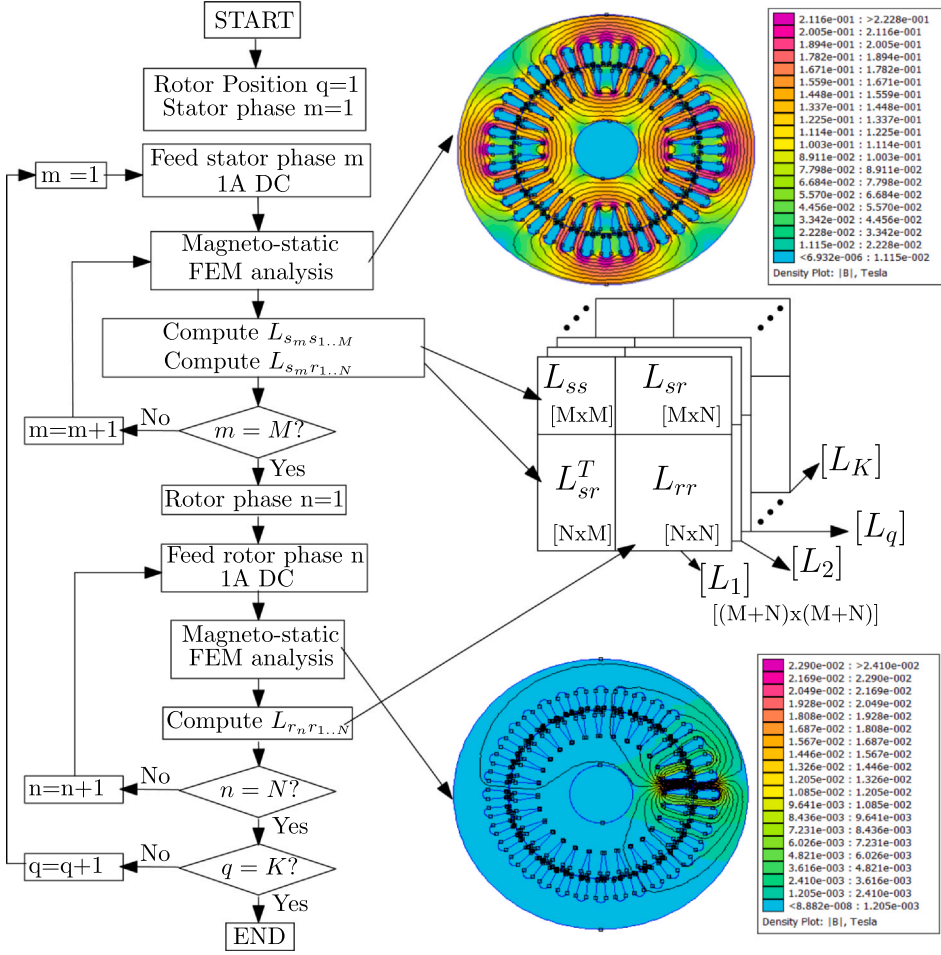 START
Rotor Position q=1
Stator phase m=1
m =1
Feed stator phase m
1A DC
Magneto-static
FEM analysis
Compute L_{s_m s_{1..M}}
Compute L_{s_m r_{1..N}}
No
m=m+1
m = M?
Yes
Rotor phase n=1
Feed rotor phase n
1A DC
Magneto-static
FEM analysis
Compute L_{r_n r_{1..N}}
No
n=n+1
n = N?
Yes
No
q=q+1
q = K?
Yes
END
2.116e-001 : >2.228e-001
2.005e-001 : 2.116e-001
1.894e-001 : 2.005e-001
1.782e-001 : 1.894e-001
1.671e-001 : 1.782e-001
1.559e-001 : 1.671e-001
1.448e-001 : 1.559e-001
1.337e-001 : 1.448e-001
1.225e-001 : 1.337e-001
1.114e-001 : 1.225e-001
1.003e-001 : 1.114e-001
8.911e-002 : 1.003e-001
7.798e-002 : 8.911e-002
6.684e-002 : 7.798e-002
5.570e-002 : 6.684e-002
4.456e-002 : 5.570e-002
3.342e-002 : 4.456e-002
2.228e-002 : 3.342e-002
1.115e-002 : 2.228e-002
<6.932e-006 : 1.115e-002
Density Plot: |B|, Tesla
L_{ss}
[MxM]
L_{sr}
[MxN]
L_{sr}^T
[NxM]
L_{rr}
[NxN]
[L_K]
[L_q]
[L_2]
[L_1]
[(M+N)x(M+N)]
2.290e-002 : >2.410e-002
2.169e-002 : 2.290e-002
2.049e-002 : 2.169e-002
1.928e-002 : 2.049e-002
1.808e-002 : 1.928e-002
1.687e-002 : 1.808e-002
1.567e-002 : 1.687e-002
1.446e-002 : 1.567e-002
1.326e-002 : 1.446e-002
1.205e-002 : 1.326e-002
1.085e-002 : 1.205e-002
9.641e-003 : 1.085e-002
8.436e-003 : 9.641e-003
7.231e-003 : 8.436e-003
6.026e-003 : 7.231e-003
4.821e-003 : 6.026e-003
3.616e-003 : 4.821e-003
2.410e-003 : 3.616e-003
1.205e-003 : 2.410e-003
<8.882e-008 : 1.205e-003
Density Plot: |B|, Tesla